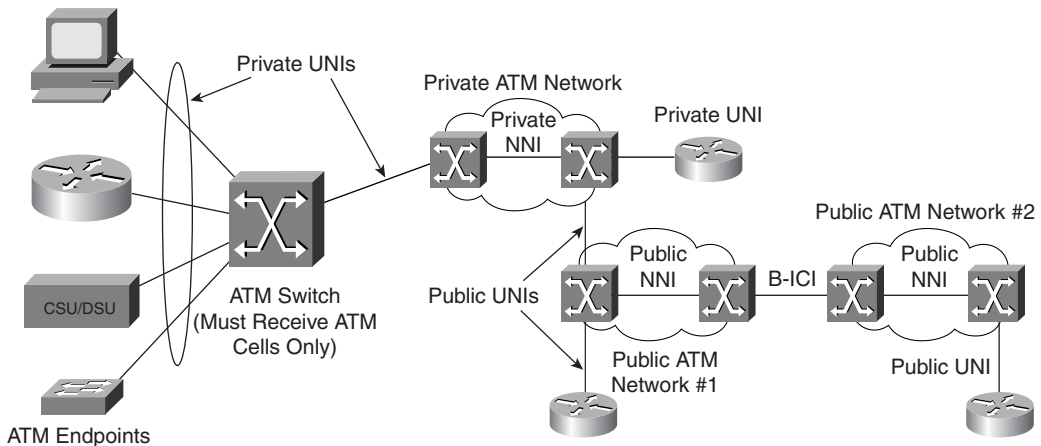 Private UNIs
Private ATM Network
Private
NNI
Private UNI
Public ATM Network #2
CSU/DSU
ATM Switch
(Must Receive ATM
Cells Only)
Public UNIs
Public
NNI
B-ICI
Public
NNI
Public ATM
Network #1
Public UNI
ATM Endpoints